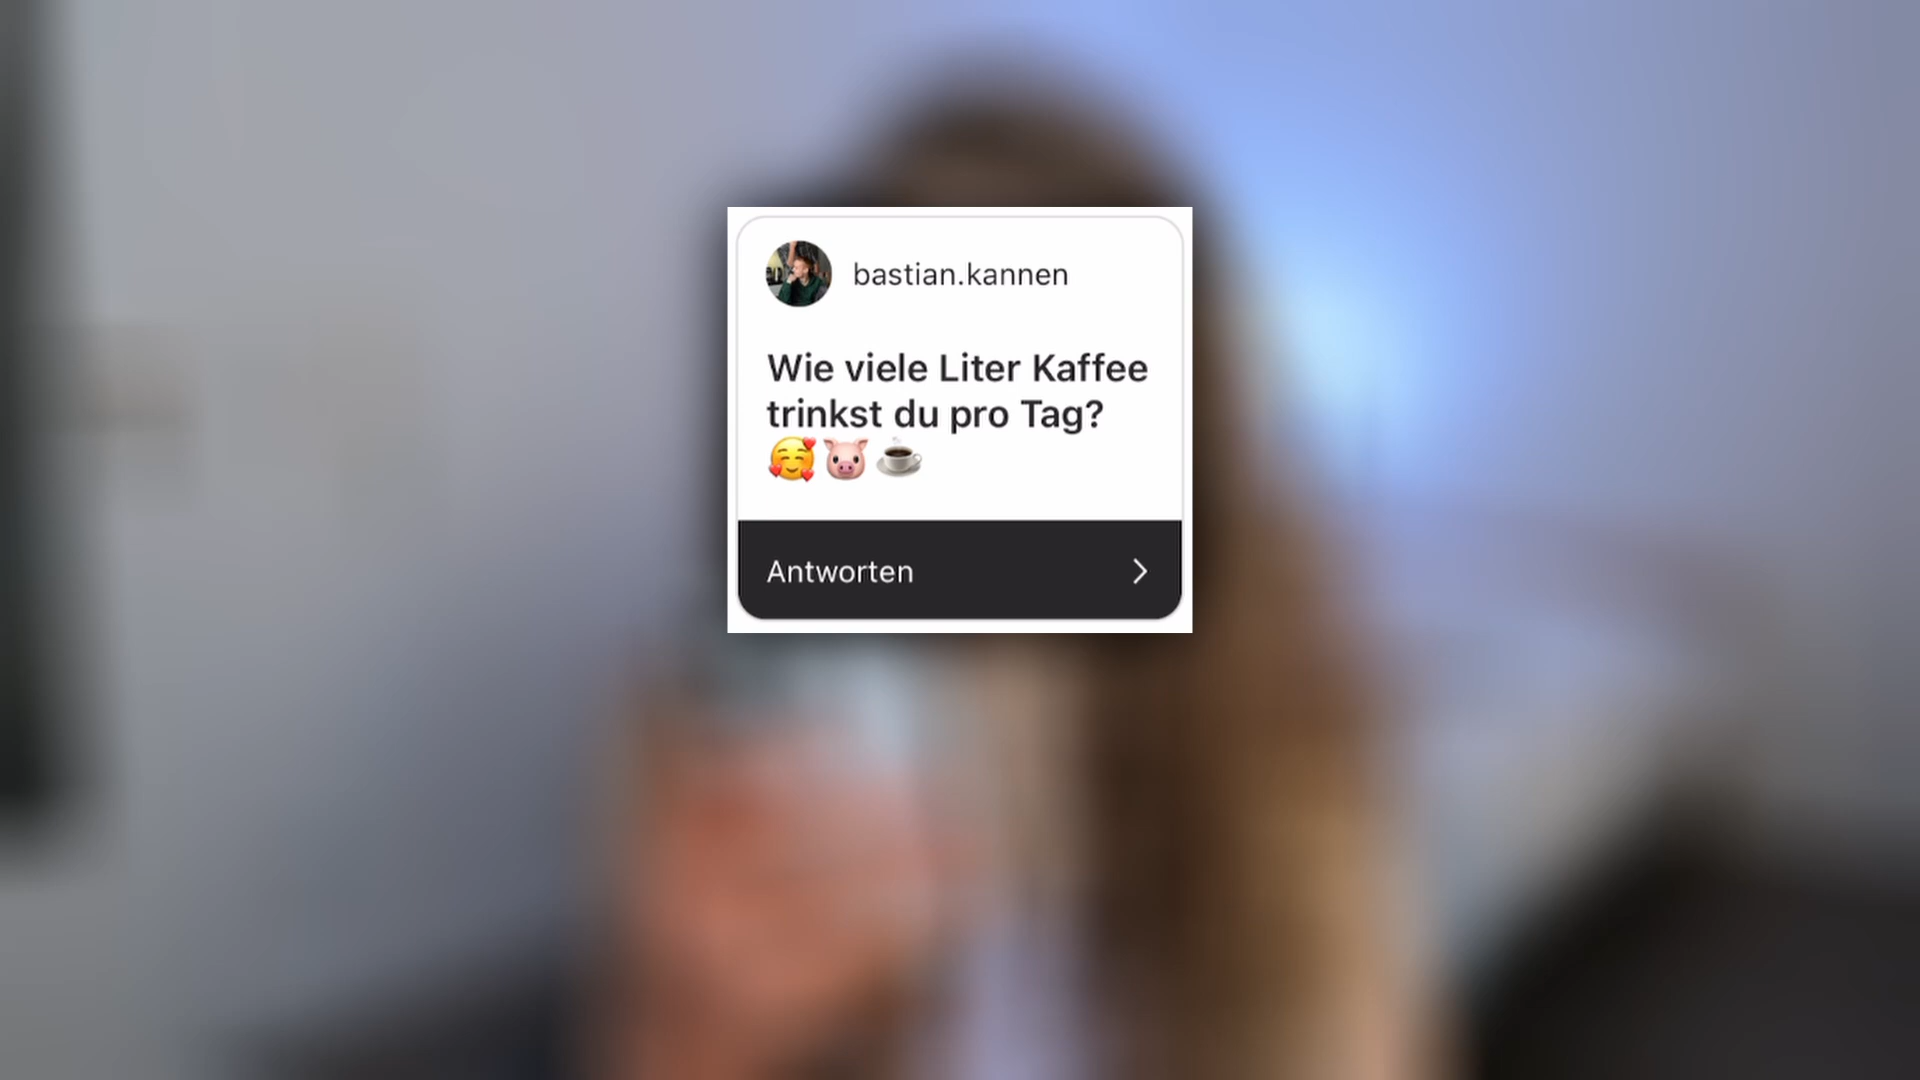 bastian.kannen
Wie viele Liter Kaffee
trinkst du pro Tag?
🥰🐷☕
Antworten